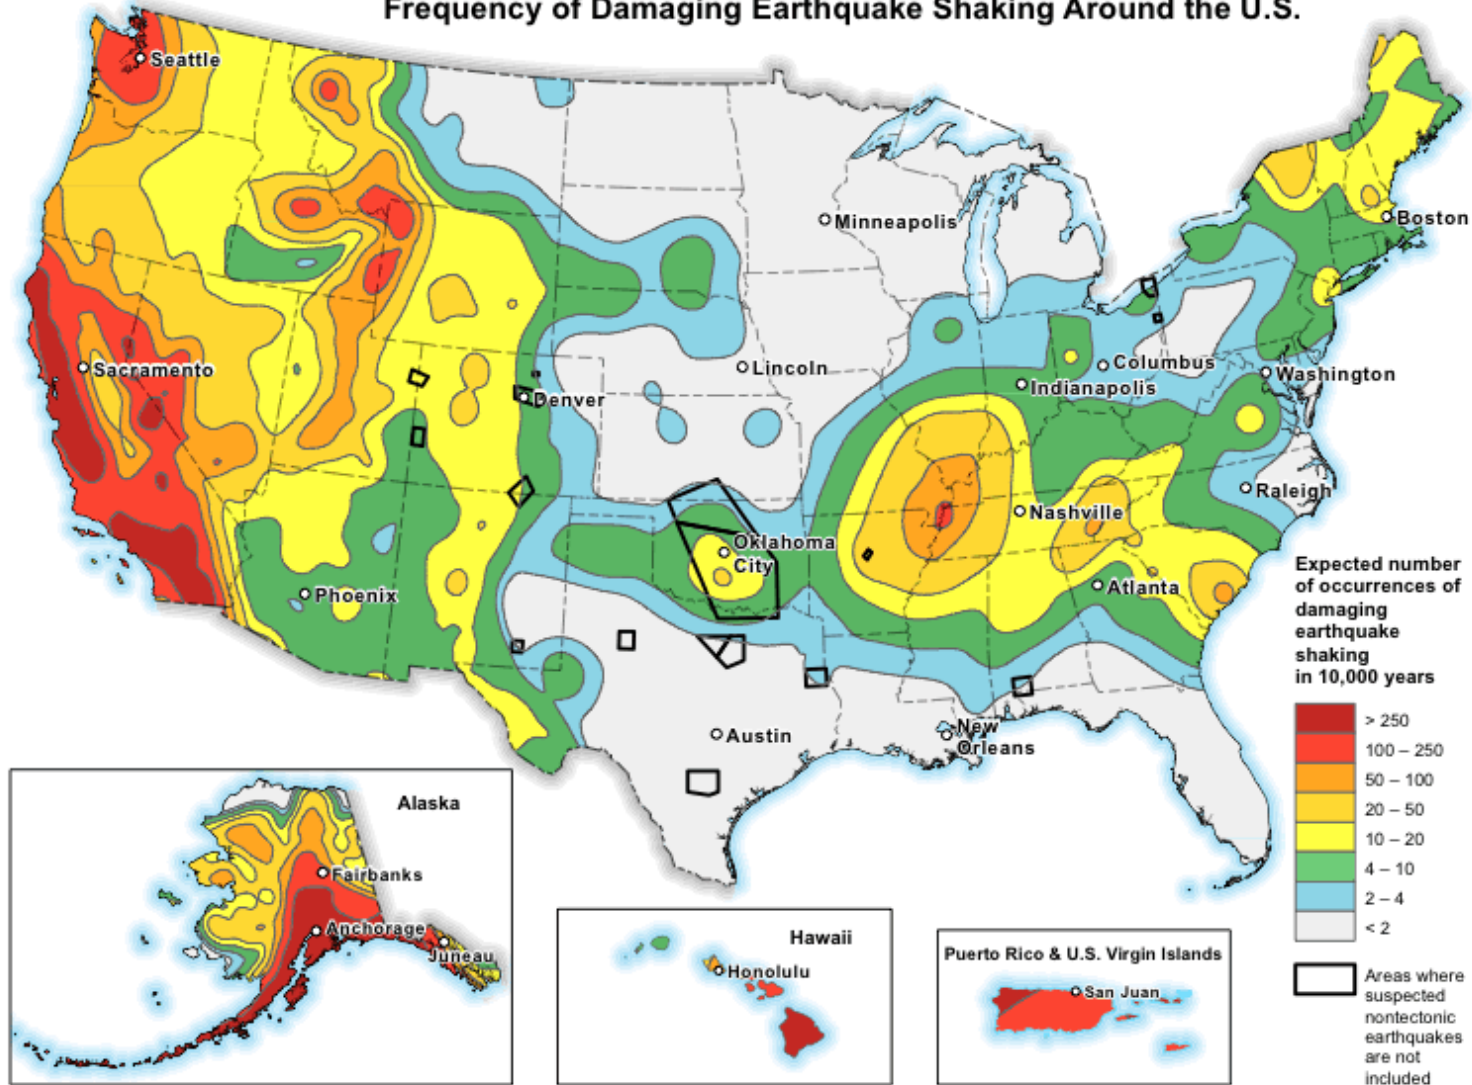 Frequency of Damaging Earthquake Shaking Around the U.S.
Seattle
Minneapolis
Boston
Sacramento
Lincoln
Columbus
Washington
Indianapolis
Denver
Raleigh
Nashville
Oklahoma
City
Phoenix
Atlanta
Austin
New
Orleans
Expected number
of occurrences of
damaging
earthquake
shaking
in 10,000 years
> 250
100 – 250
50 – 100
20 – 50
10 – 20
4 – 10
2 – 4
< 2
Areas where
suspected
nontectonic
earthquakes
are not
included
Alaska
Fairbanks
Anchorage
Juneau
Hawaii
Honolulu
Puerto Rico & U.S. Virgin Islands
San Juan